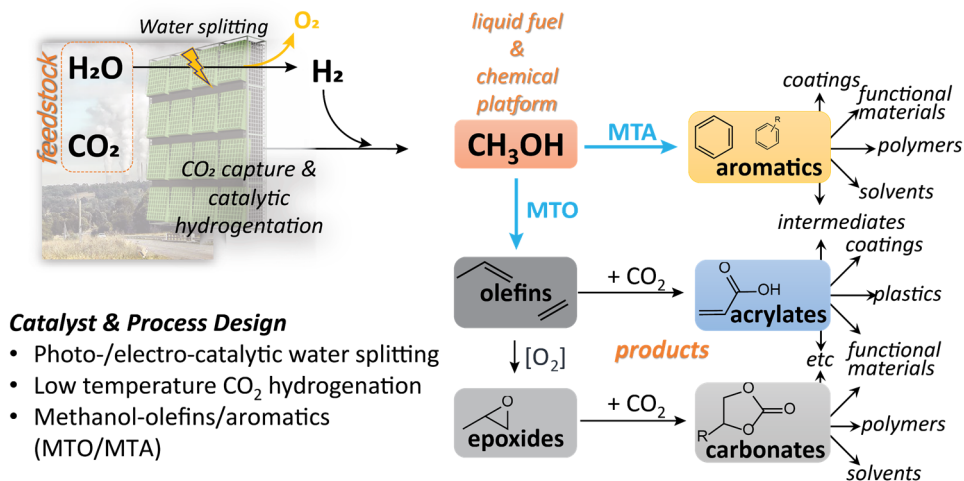 Water splitting
O₂
feedstock
H₂O
H₂
CO₂
CO₂ capture &
catalytic
hydrogentation
liquid fuel
&
chemical
platform
CH₃OH
MTA
MTO
R
aromatics
coatings
functional
materials
polymers
solvents
intermediates
olefins
+ CO₂
O
OH
acrylates
coatings
plastics
functional
materials
etc
[O₂]
products
O
epoxides
+ CO₂
O
O
O
R
carbonates
polymers
solvents
Catalyst & Process Design
• Photo-/electro-catalytic water splitting
• Low temperature CO₂ hydrogenation
• Methanol-olefins/aromatics
(MTO/MTA)